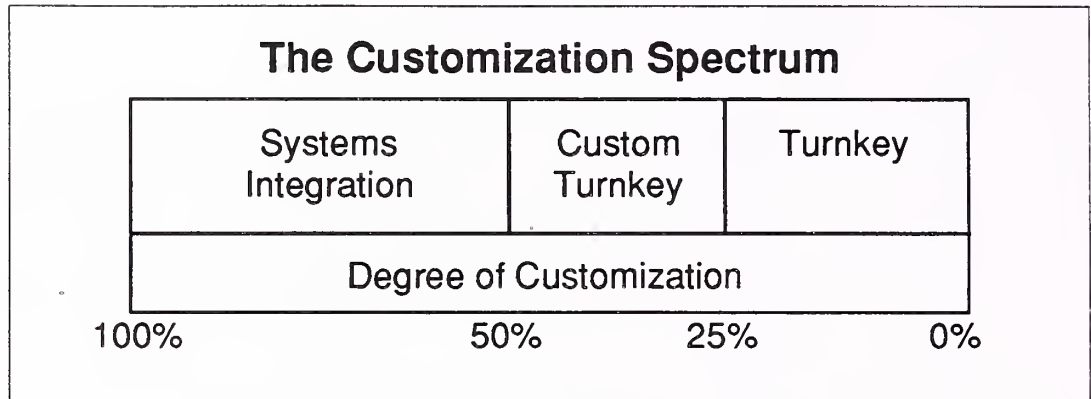 The Customization Spectrum
Systems
Integration
Custom
Turnkey
Turnkey
Degree of Customization
100% 50% 25% 0%